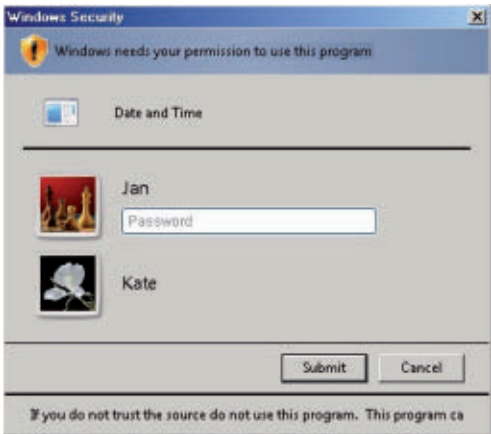 Windows Security
Windows needs your permission to use this program
Date and Time
Jan
Password
Kate
Submit
Cancel
If you do not trust the source do not use this program. This program ca